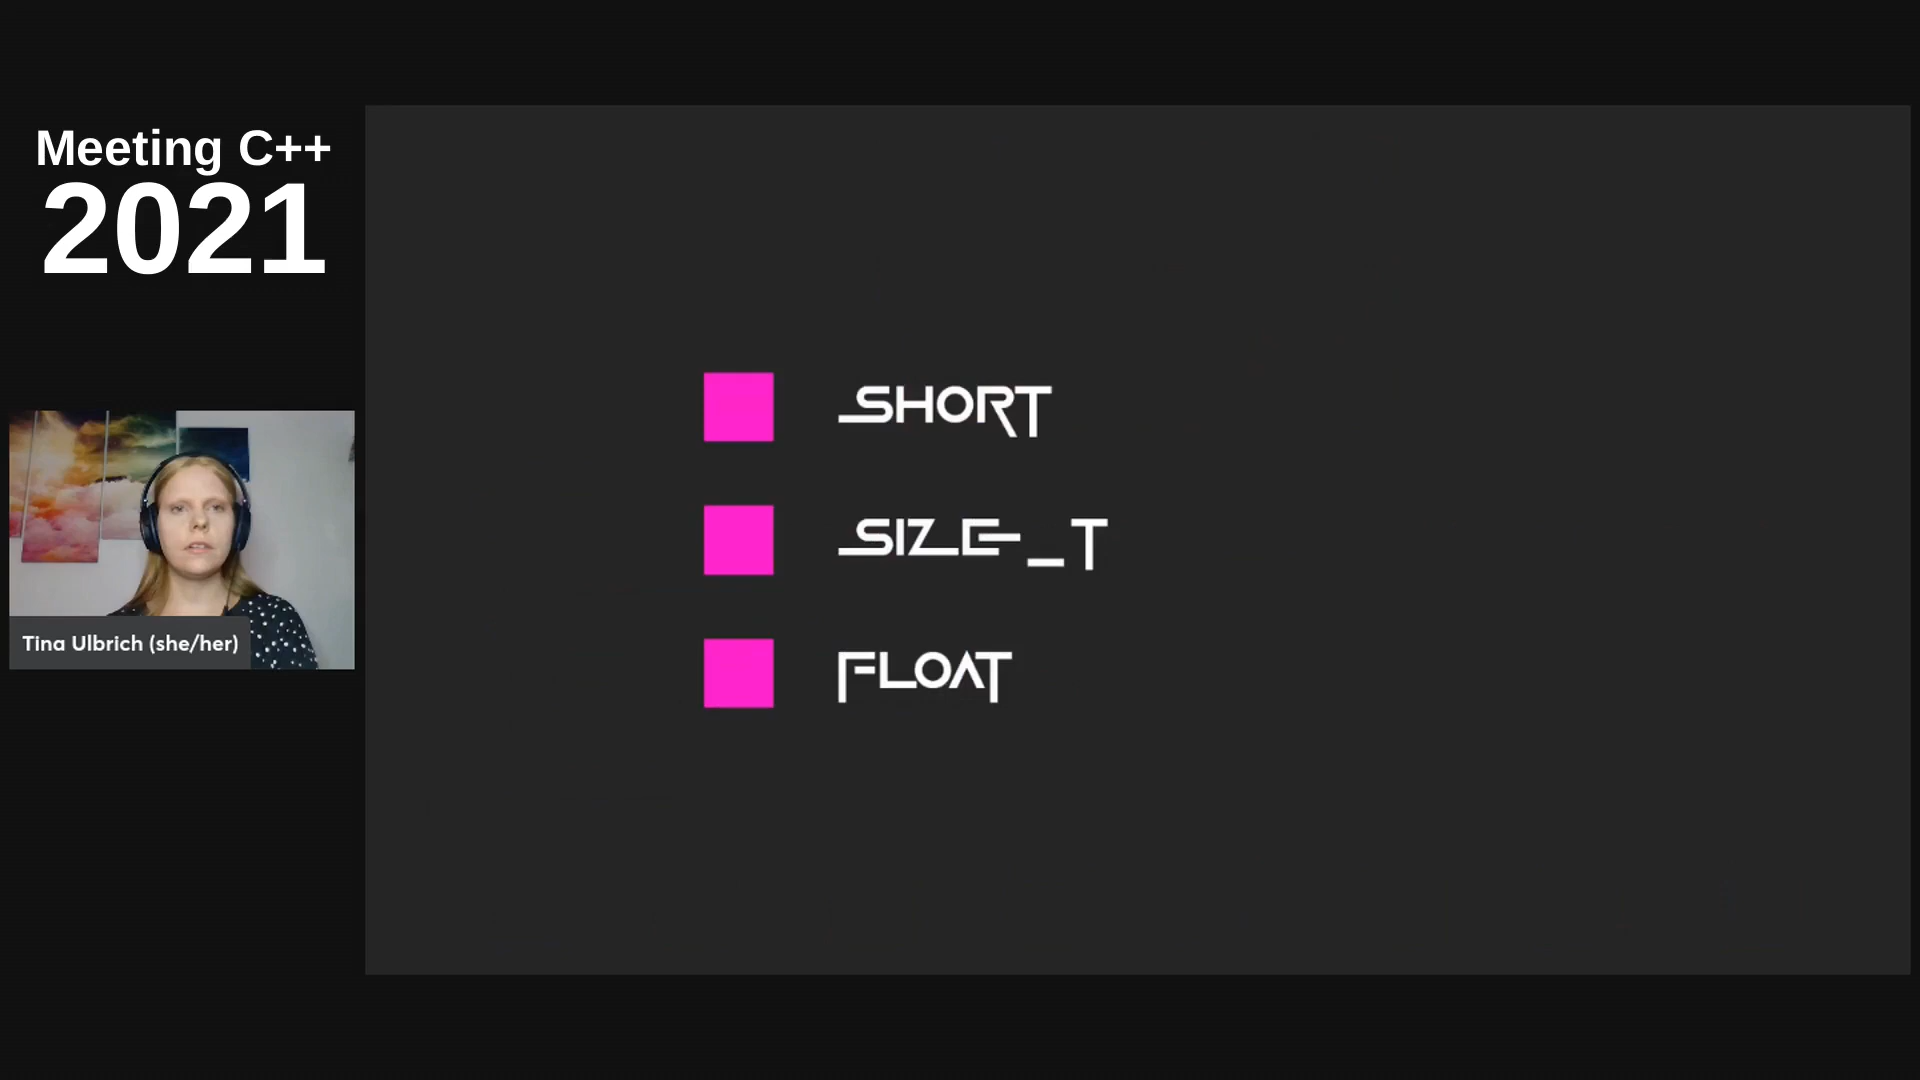 Meeting C++
2021
SHORT
SIZE_T
FLOAT
Tina Ulbrich (she/her)